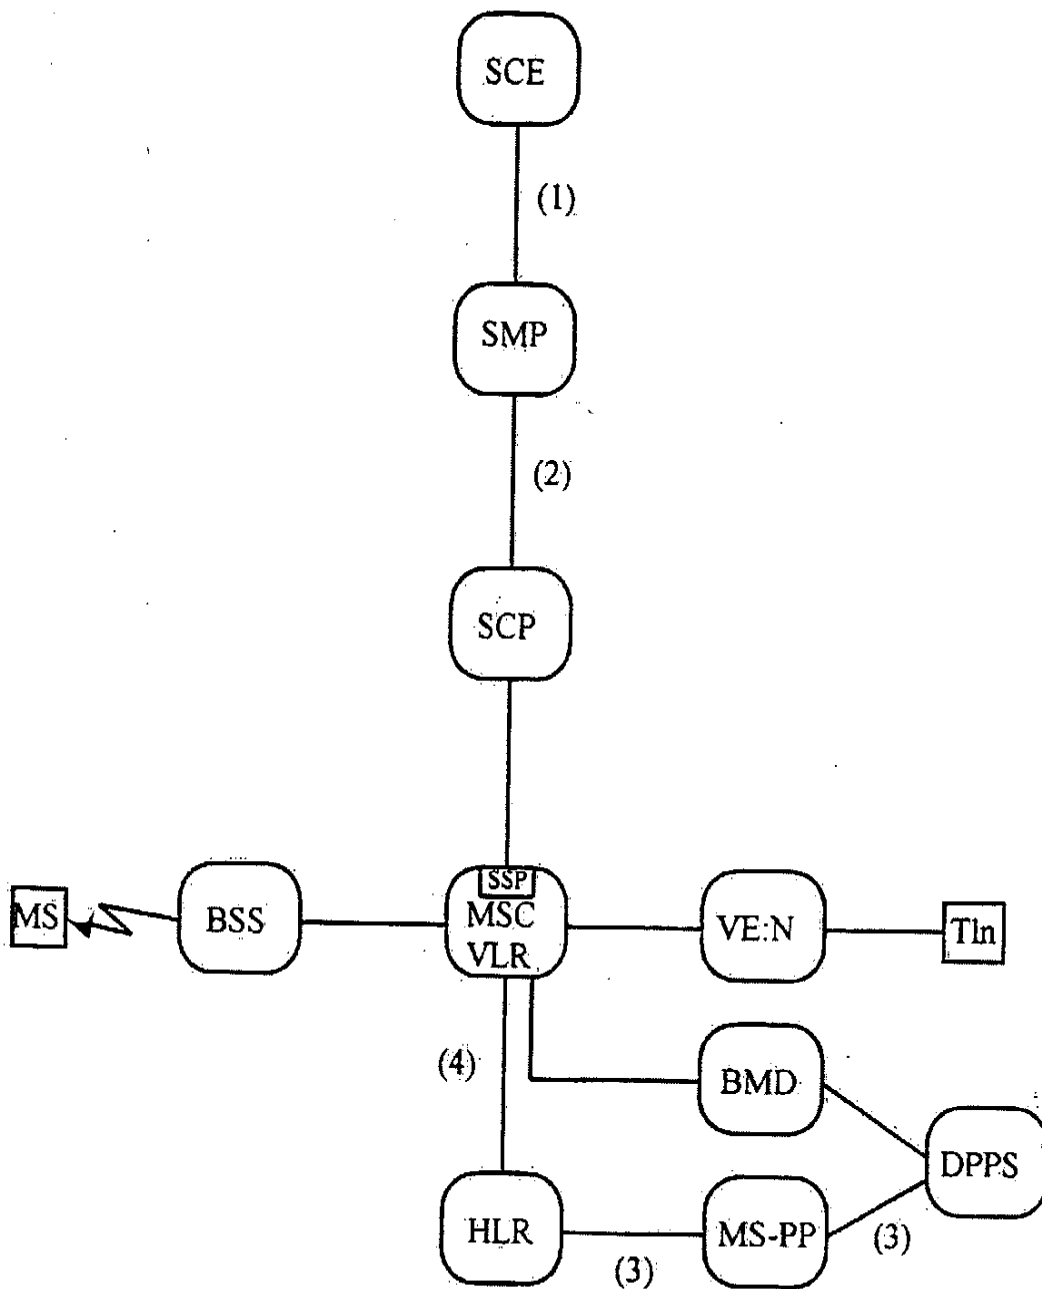 SCE
(1)
SMP
(2)
SCP
SSP
MS
BSS
MSC
VLR
VE:N
Tln
(4)
BMD
DPPS
HLR
(3)
MS-PP
(3)